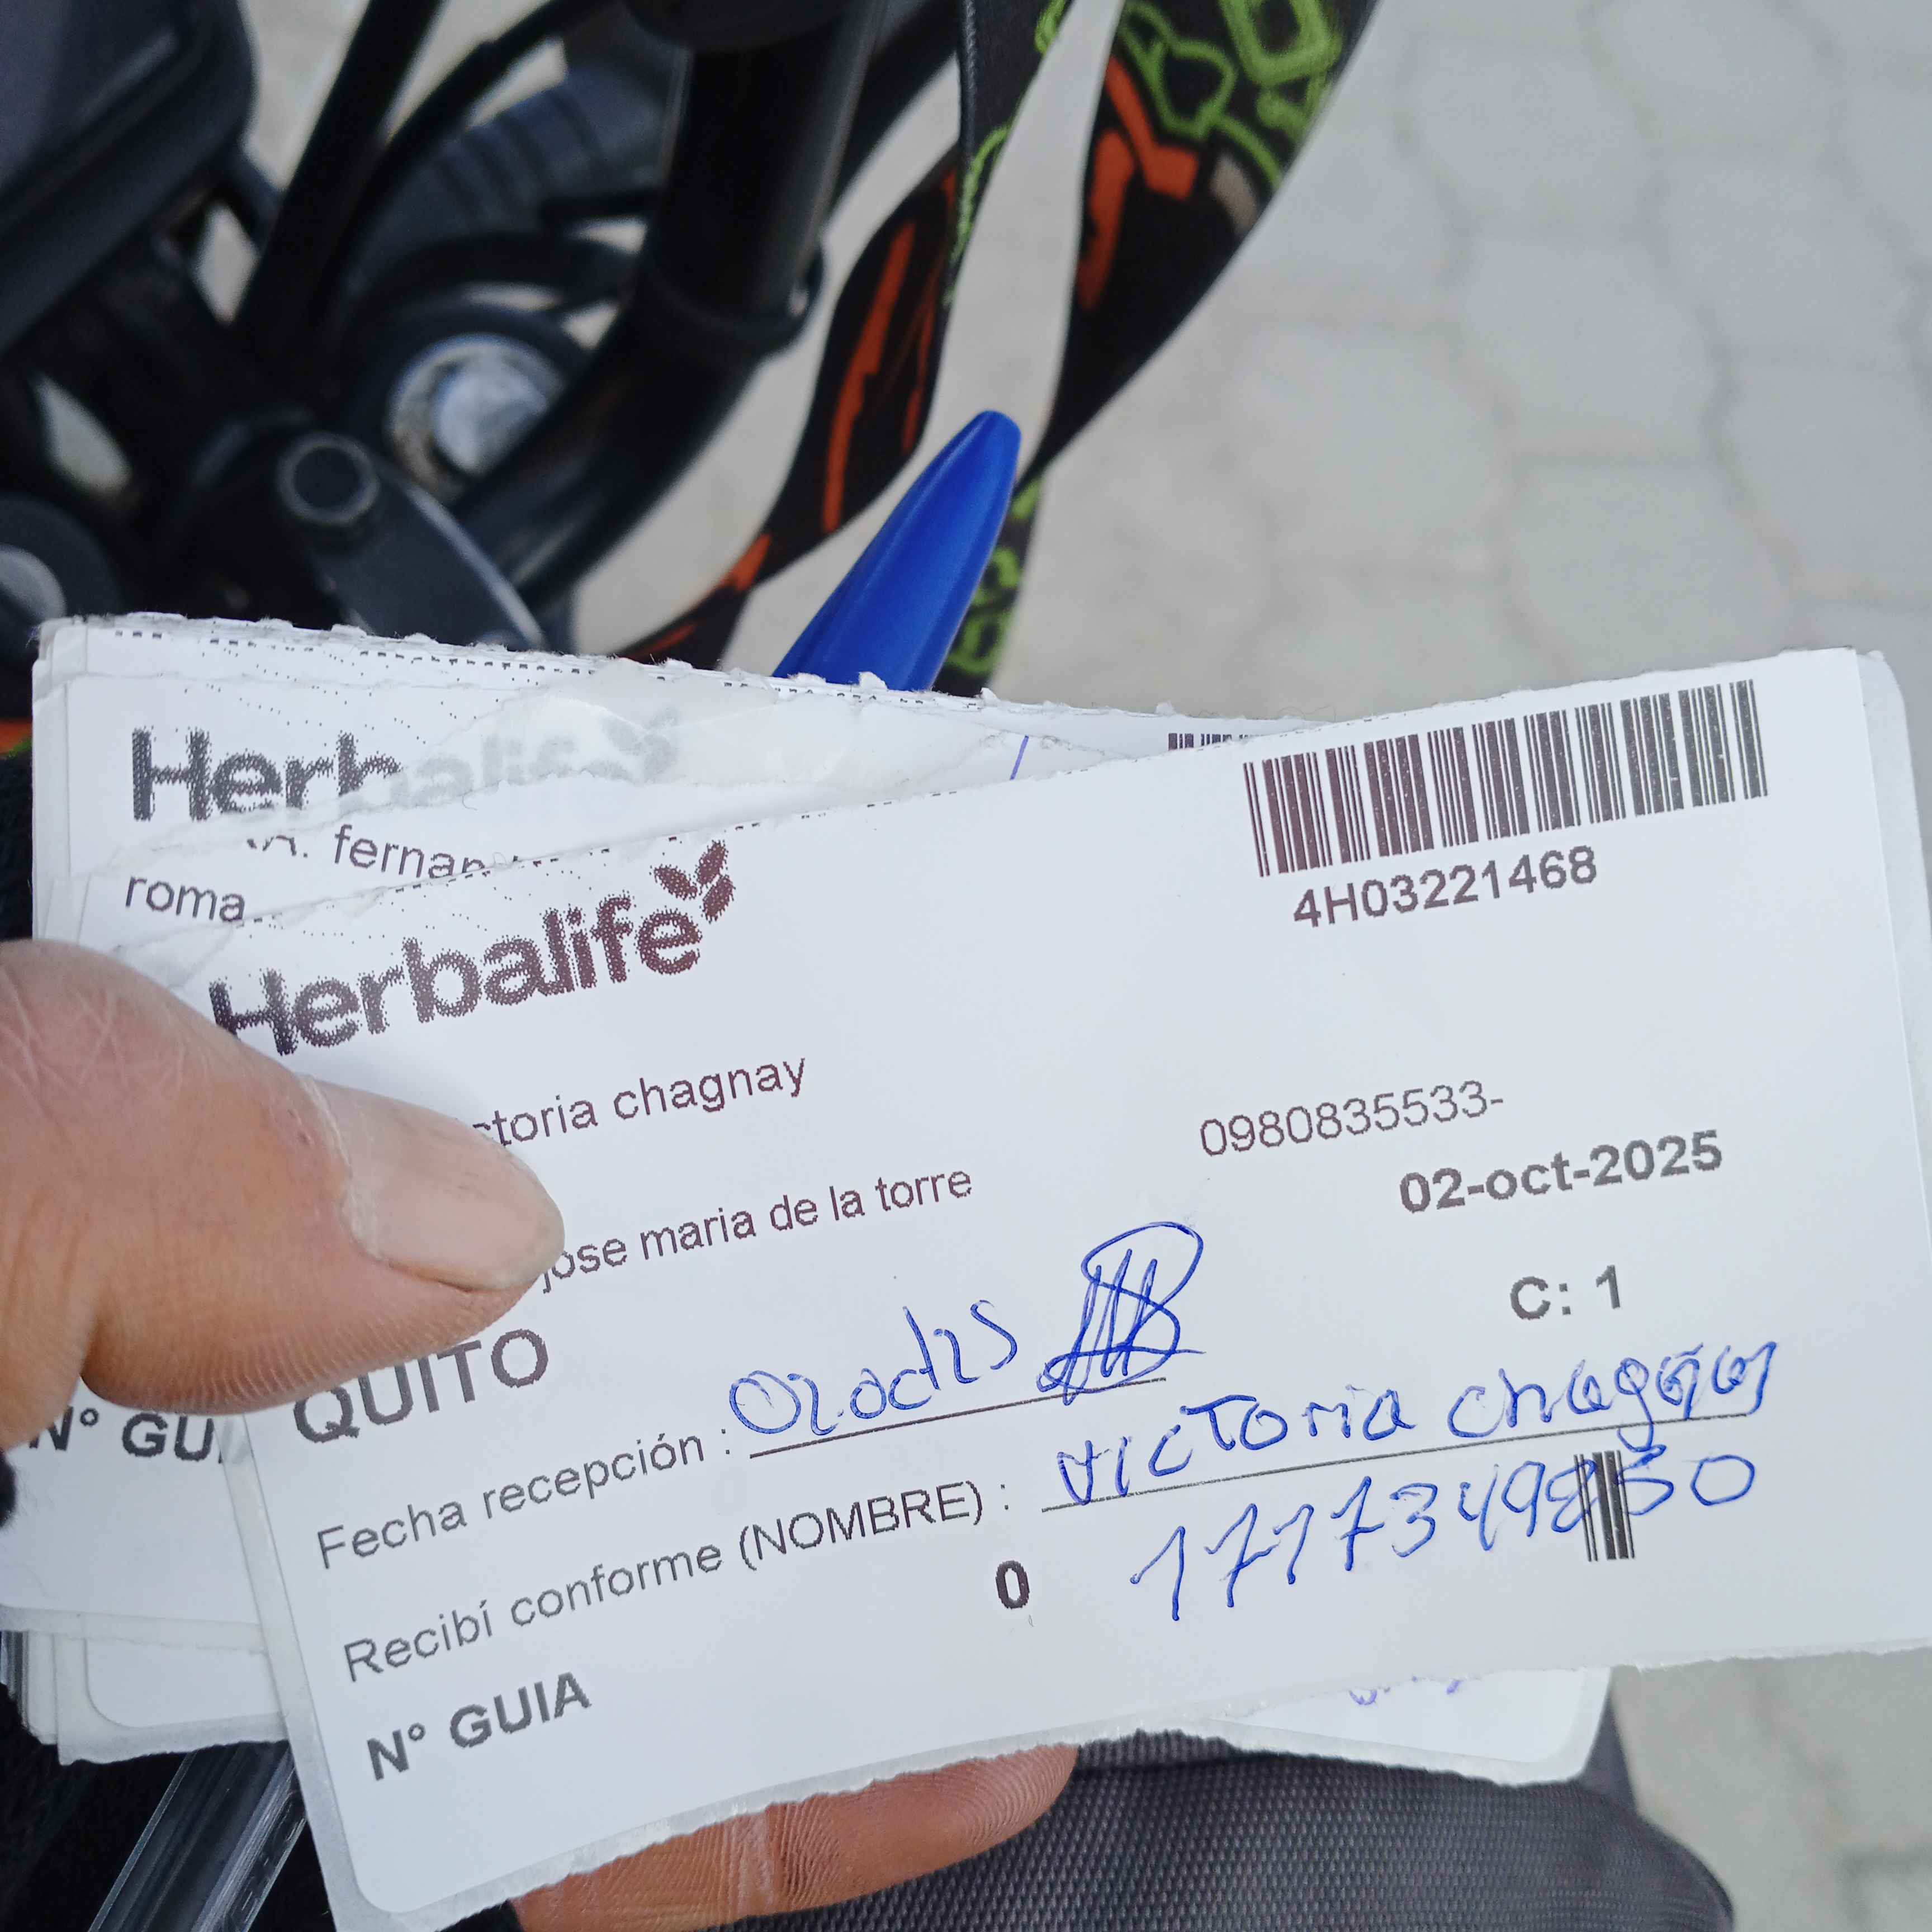 Herbalife
fernan
roma
Herbalife
4H03221468
ctoria chagnay
0980835533-
02-oct-2025
jose maria de la torre
C: 1
QUITO
Fecha recepción : 02oct25
Recibí conforme (NOMBRE) : victoria chagnay
0
N° GUIA
N° GU